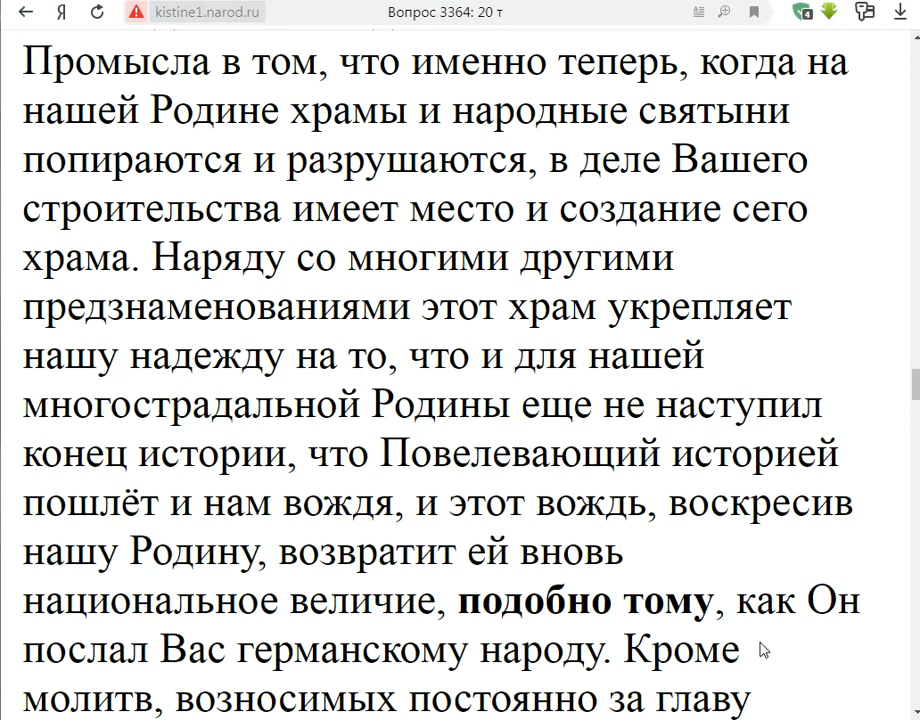 Я kistine1.narod.ru Вопрос 3364: 20 т 4
Промысла в том, что именно теперь, когда на
нашей Родине храмы и народные святыни
попираются и разрушаются, в деле Вашего
строительства имеет место и создание сего
храма. Наряду со многими другими
предзнаменованиями этот храм укрепляет
нашу надежду на то, что и для нашей
многострадальной Родины еще не наступил
конец истории, что Повелевающий историей
пошлёт и нам вождя, и этот вождь, воскресив
нашу Родину, возвратит ей вновь
национальное величие, подобно тому, как Он
послал Вас германскому народу. Кроме
молитв, возносимых постоянно за главу